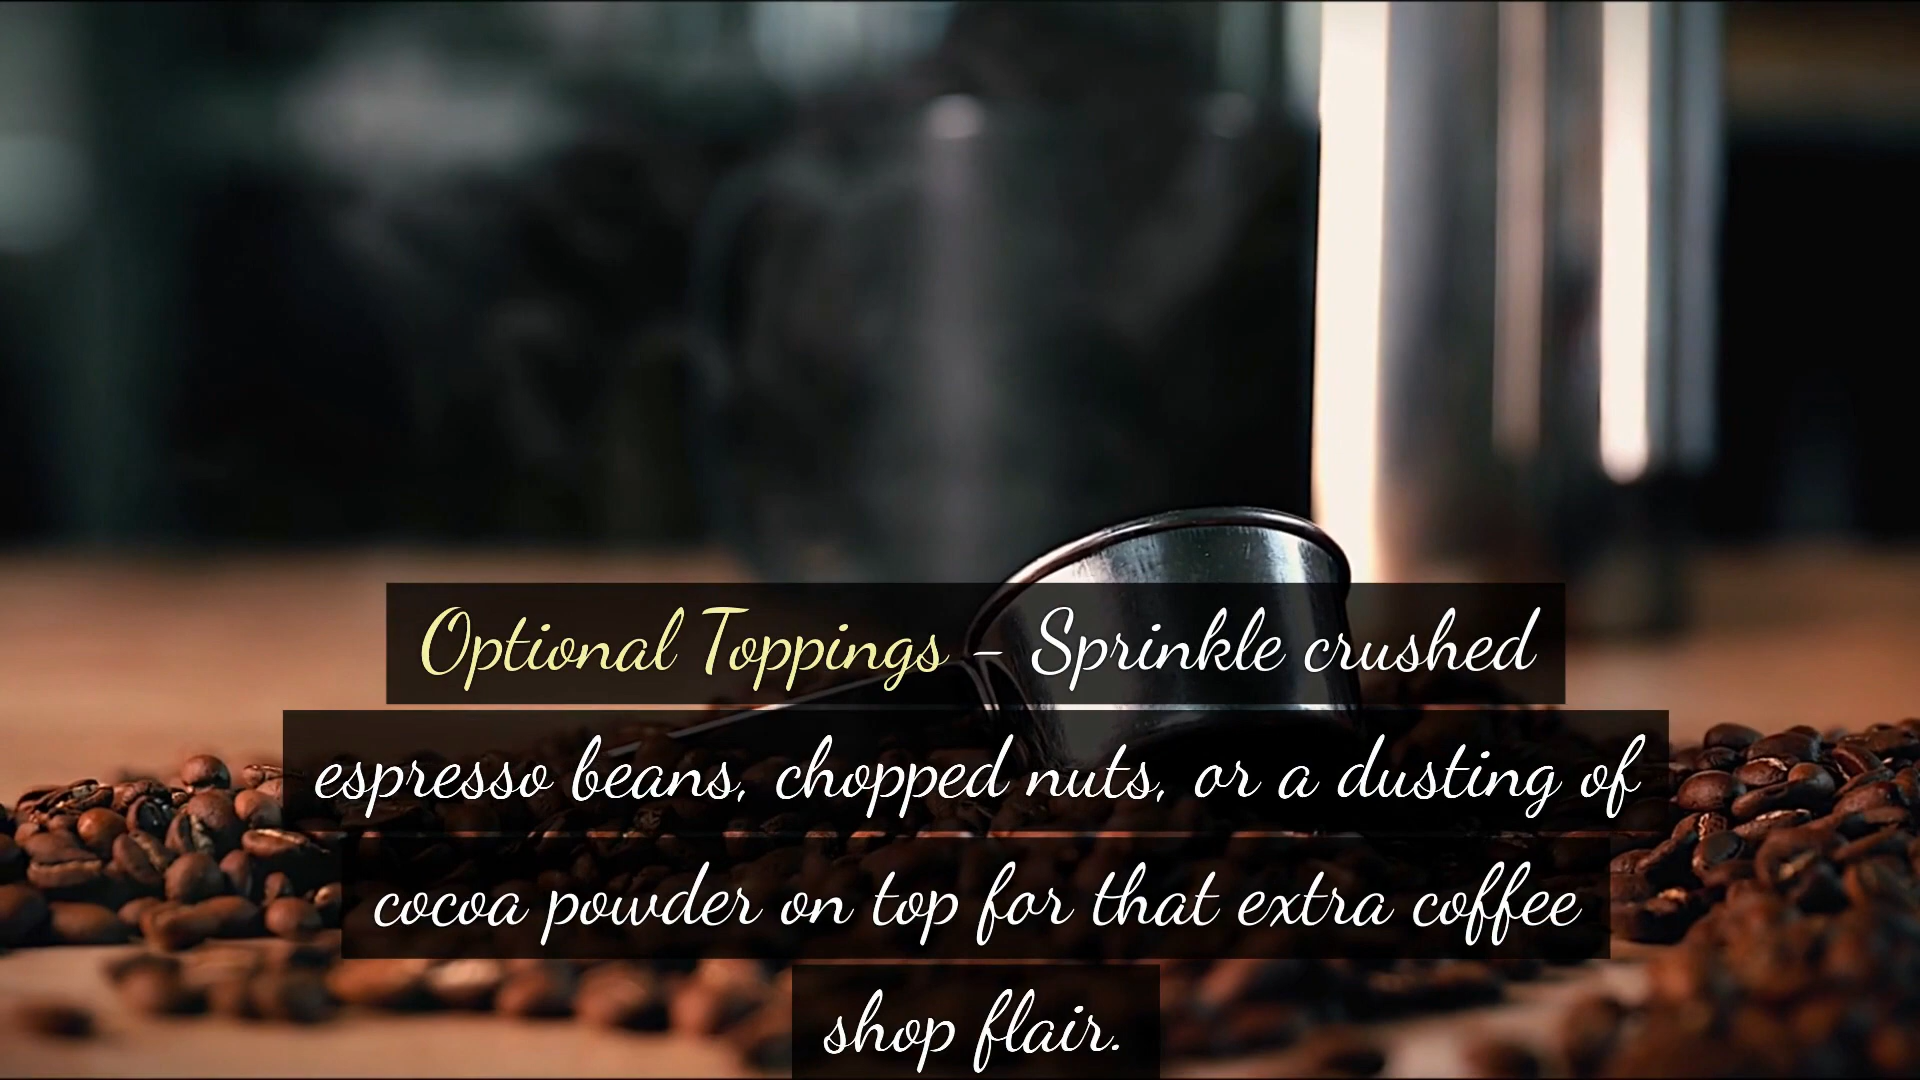 Optional Toppings - Sprinkle crushed
espresso beans, chopped nuts, or a dusting of
cocoa powder on top for that extra coffee
shop flair.